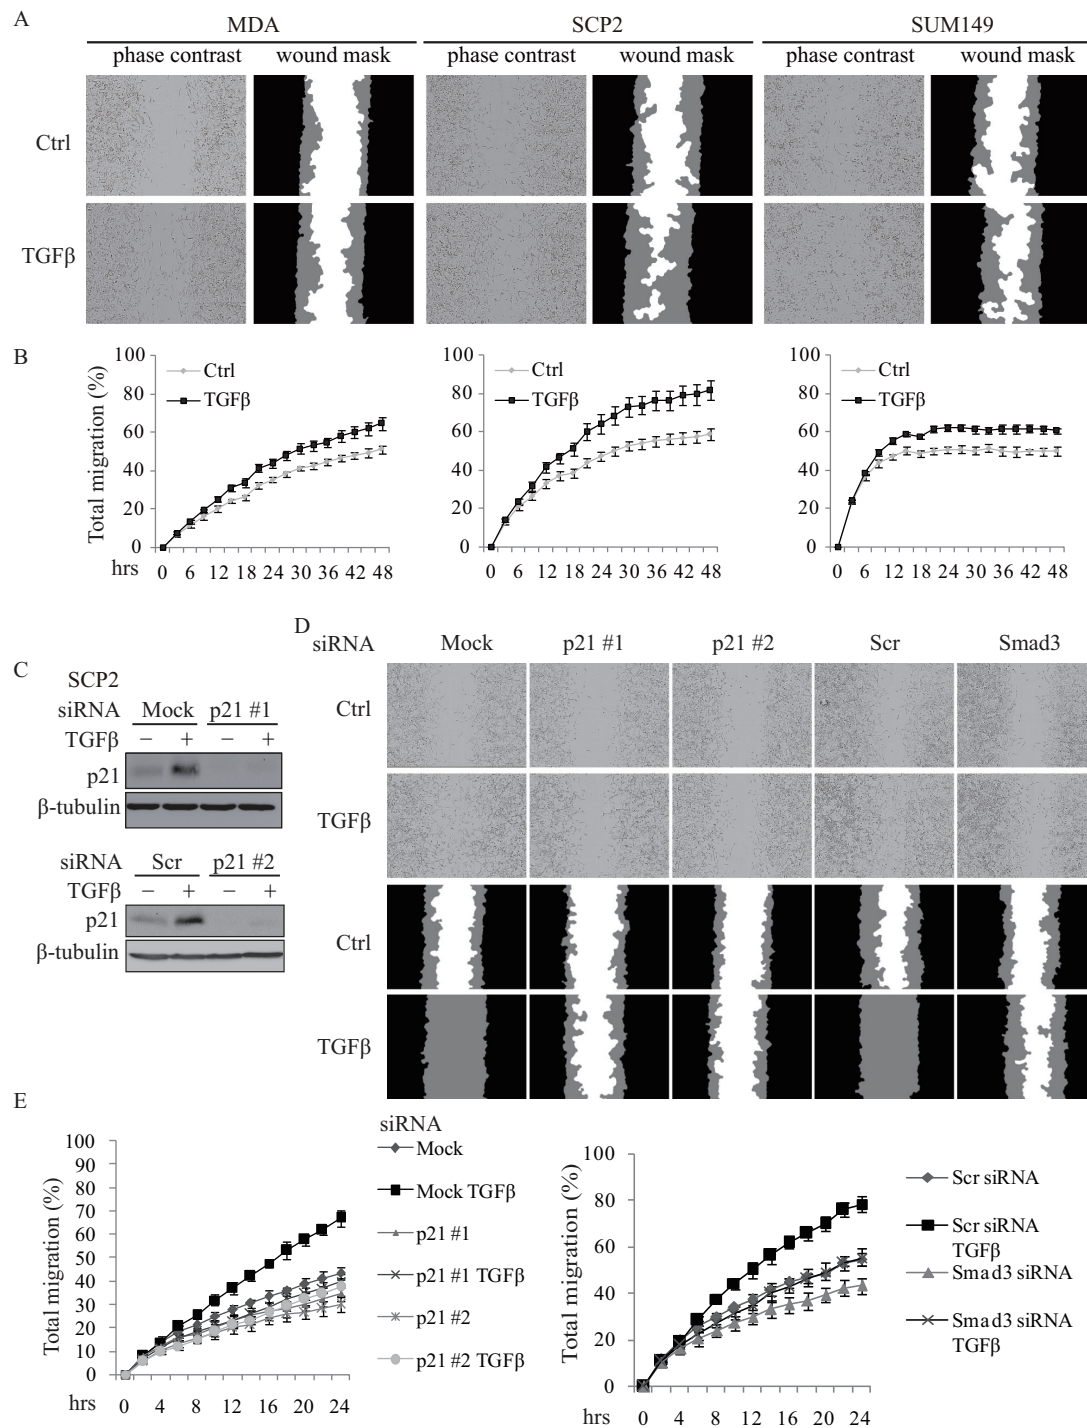 A
MDA SCP2 SUM149
phase contrast wound mask phase contrast wound mask phase contrast wound mask
Ctrl
TGFβ
B
Total migration (%)
100
80
60
40
20
0
Ctrl
TGFβ
hrs 0 6 12 18 24 30 36 42 48
100
80
60
40
20
0
Ctrl
TGFβ
0 6 12 18 24 30 36 42 48
100
80
60
40
20
0
Ctrl
TGFβ
0 6 12 18 24 30 36 42 48
C
SCP2
siRNA Mock p21 #1
TGFβ − + − +
p21
β-tubulin
siRNA Scr p21 #2
TGFβ − + − +
p21
β-tubulin
D
siRNA Mock p21 #1 p21 #2 Scr Smad3
Ctrl
TGFβ
Ctrl
TGFβ
E
Total migration (%)
100
90
80
70
60
50
40
30
20
10
0
hrs 0 4 8 12 16 20 24
siRNA
Mock
Mock TGFβ
p21 #1
p21 #1 TGFβ
p21 #2
p21 #2 TGFβ
Total migration (%)
100
80
60
40
20
0
hrs 0 4 8 12 16 20 24
Scr siRNA
Scr siRNA
TGFβ
Smad3 siRNA
Smad3 siRNA
TGFβ